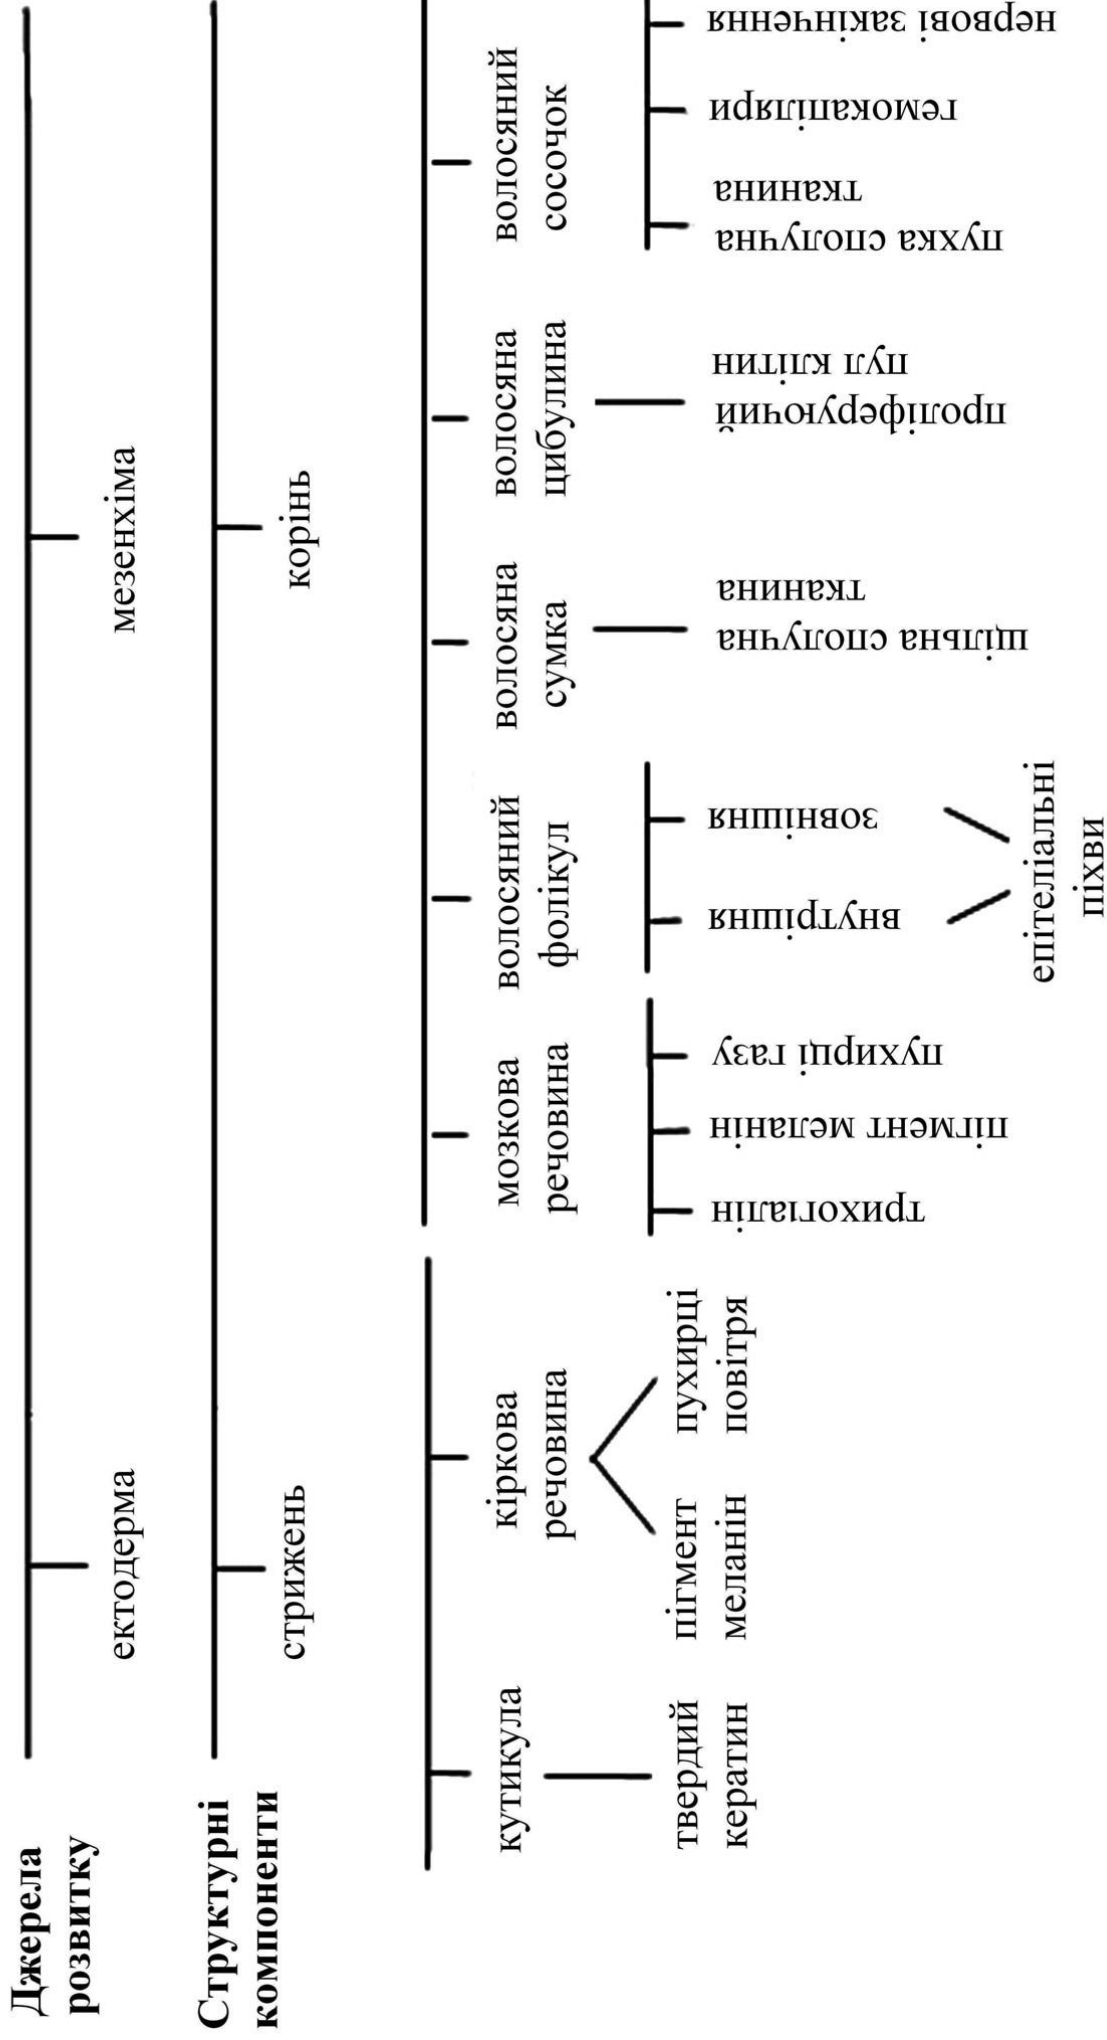 Джерела
розвитку
ектодерма
мезенхіма
Структурні
компоненти
стрижень
корінь
кутикула
кіркова
речовина
мозкова
речовина
волосяний
фолікул
волосяна
сумка
волосяна
цибулина
волосяний
сосочок
твердий
кератин
пігмент
меланін
пухирці
повітря
трихогіалін
пігмент меланін
пухирці газу
внутрішня
зовнішня
епітеліальні
піхви
щільна сполучна
тканина
проліферуючий
пул клітин
пухка сполучна
тканина
гемокапіляри
нервові закінчення